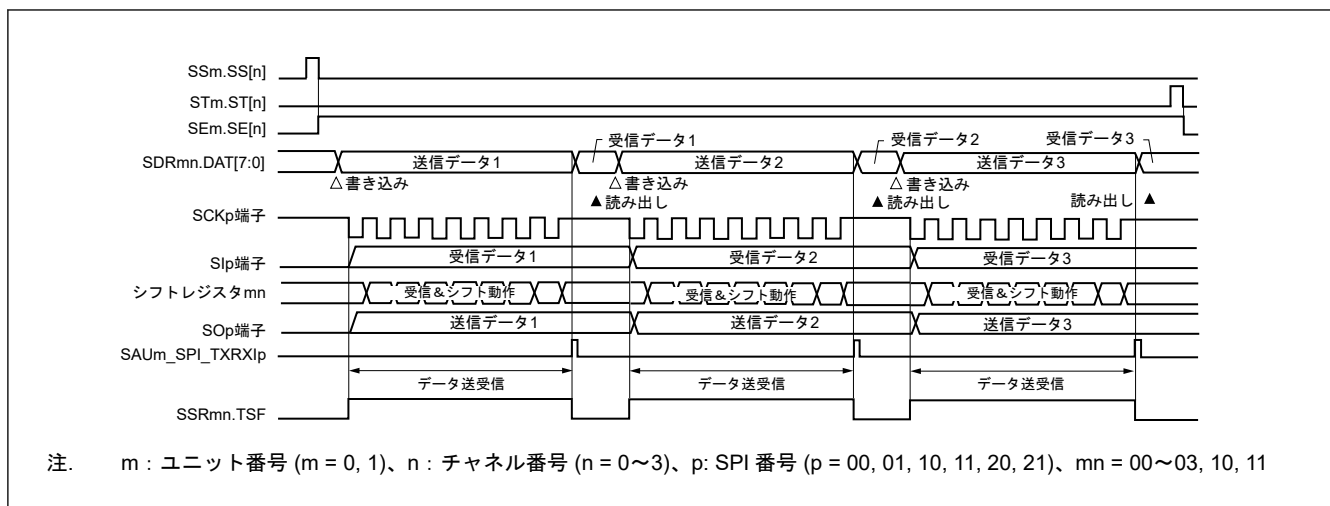 SSm.SS[n]
STm.ST[n]
SEm.SE[n]
受信データ1 受信データ2 受信データ3
SDRmn.DAT[7:0] 送信データ1 送信データ2 送信データ3
△書き込み △書き込み △書き込み
▲読み出し ▲読み出し 読み出し ▲
SCKp端子
SIp端子 受信データ1 受信データ2 受信データ3
シフトレジスタmn 受信&シフト動作 受信&シフト動作 受信&シフト動作
SOp端子 送信データ1 送信データ2 送信データ3
SAUm_SPI_TXRXIp
データ送受信 データ送受信 データ送受信
SSRmn.TSF
注. m:ユニット番号 (m = 0, 1)、n:チャネル番号 (n = 0~3)、p: SPI 番号 (p = 00, 01, 10, 11, 20, 21)、mn = 00~03, 10, 11